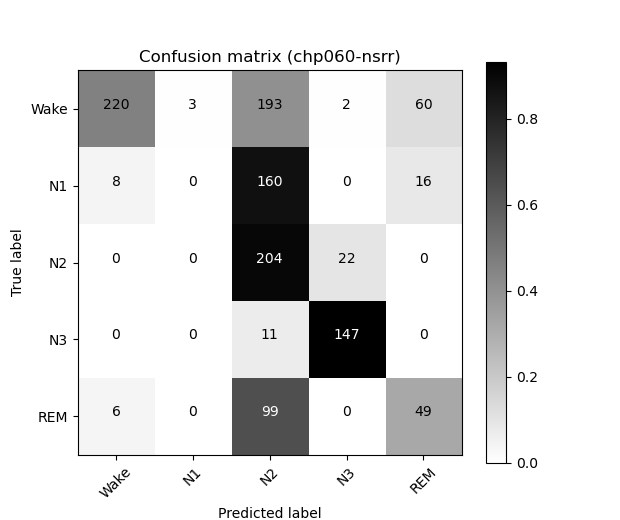 Confusion matrix (chp060-nsrr)
Wake 220 3 193 2 60
N1 8 0 160 0 16
N2 0 0 204 22 0
N3 0 0 11 147 0
REM 6 0 99 0 49
Wake N1 N2 N3 REM
True label
Predicted label
0.8
0.6
0.4
0.2
0.0